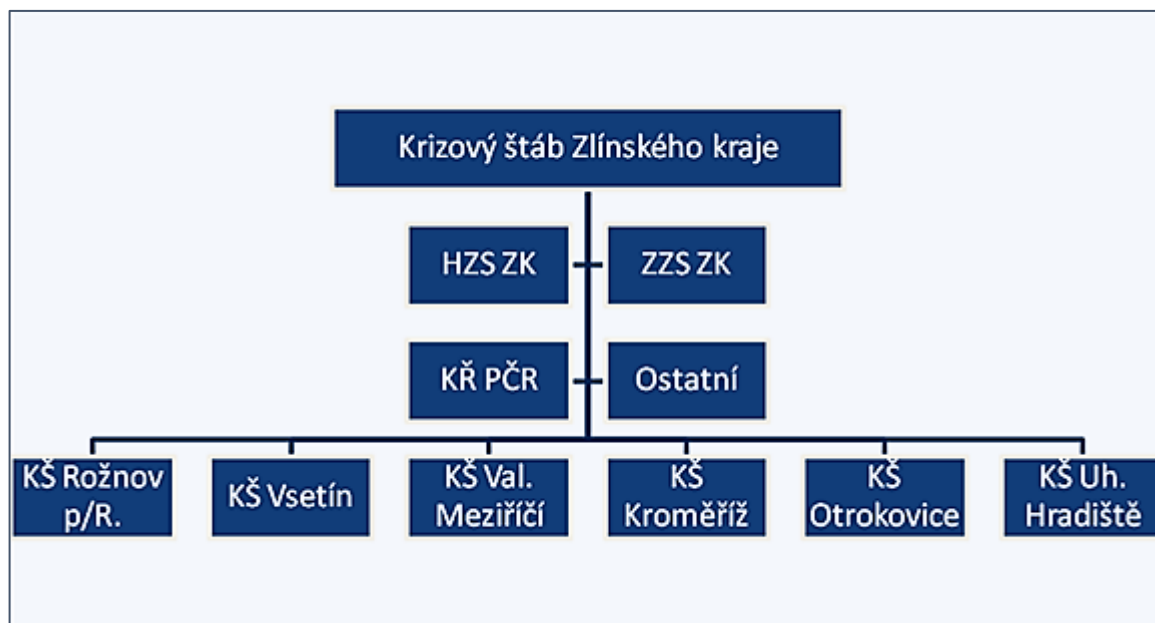 Krizový štáb Zlínského kraje
HZS ZK
ZZS ZK
KŘ PČR
Ostatní
KŠ Rožnov
p/R.
KŠ Vsetín
KŠ Val.
Meziříčí
KŠ
Kroměříž
KŠ
Otrokovice
KŠ Uh.
Hradiště